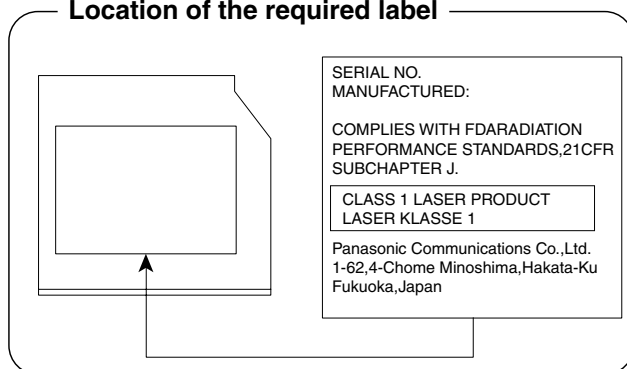 Location of the required label
SERIAL NO.
MANUFACTURED:
COMPLIES WITH FDARADIATION
PERFORMANCE STANDARDS,21CFR
SUBCHAPTER J.
CLASS 1 LASER PRODUCT
LASER KLASSE 1
Panasonic Communications Co.,Ltd.
1-62,4-Chome Minoshima,Hakata-Ku
Fukuoka,Japan